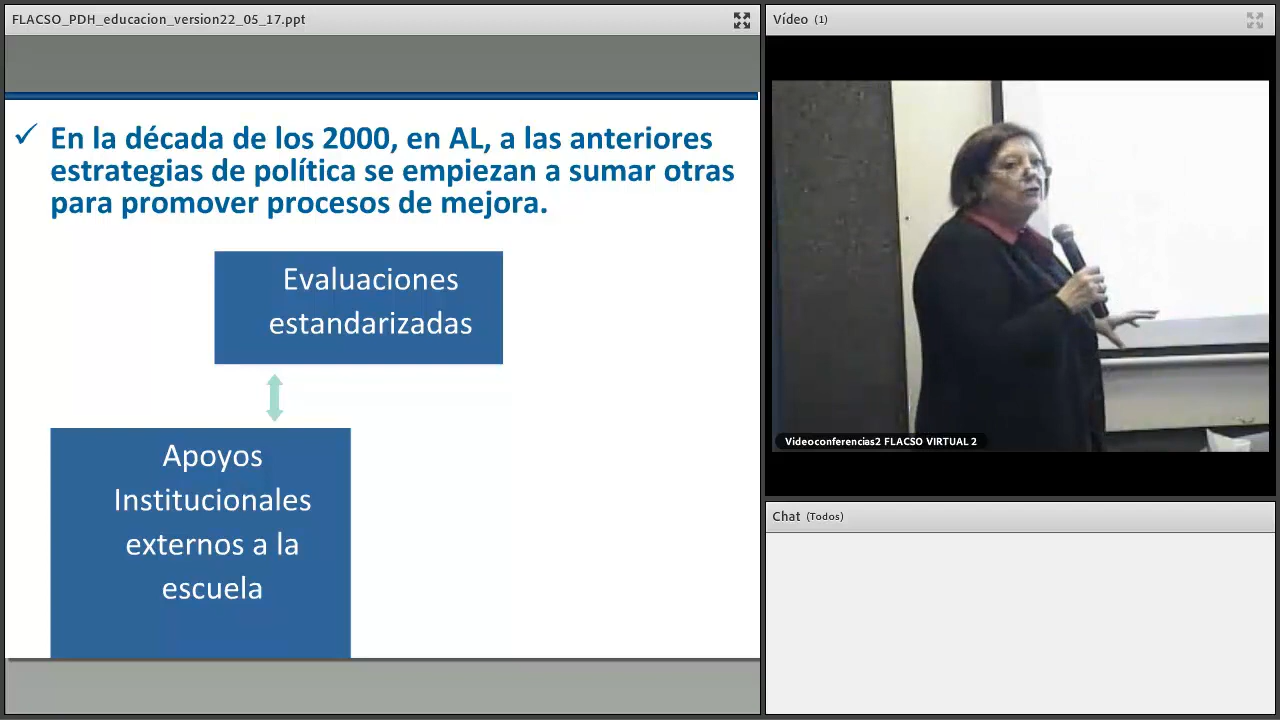 FLACSO_PDH_educacion_version22_05_17.ppt
✓ En la década de los 2000, en AL, a las anteriores
estrategias de política se empiezan a sumar otras
para promover procesos de mejora.
Evaluaciones
estandarizadas
Apoyos
Institucionales
externos a la
escuela
Vídeo (1)
Videoconferencias2 FLACSO VIRTUAL 2
Chat (Todos)